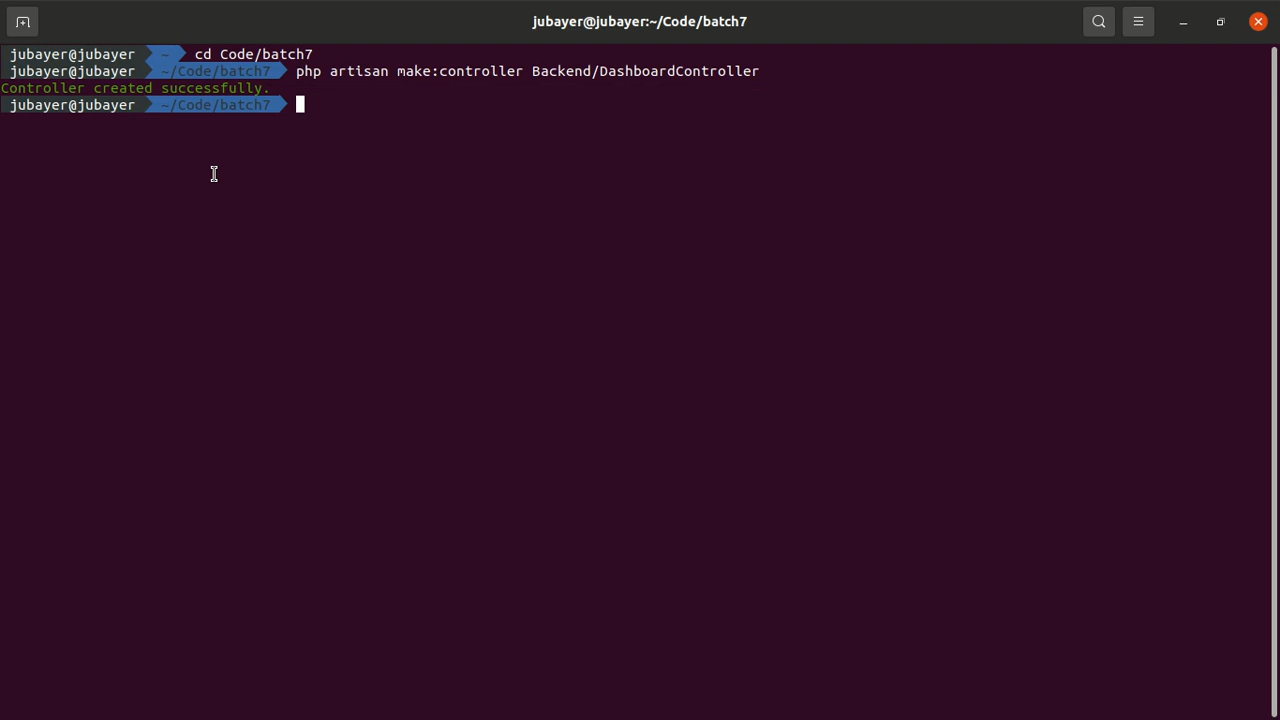 jubayer@jubayer:~/Code/batch7
jubayer@jubayer ~ cd Code/batch7
jubayer@jubayer ~/Code/batch7 php artisan make:controller Backend/DashboardController
Controller created successfully.
jubayer@jubayer ~/Code/batch7